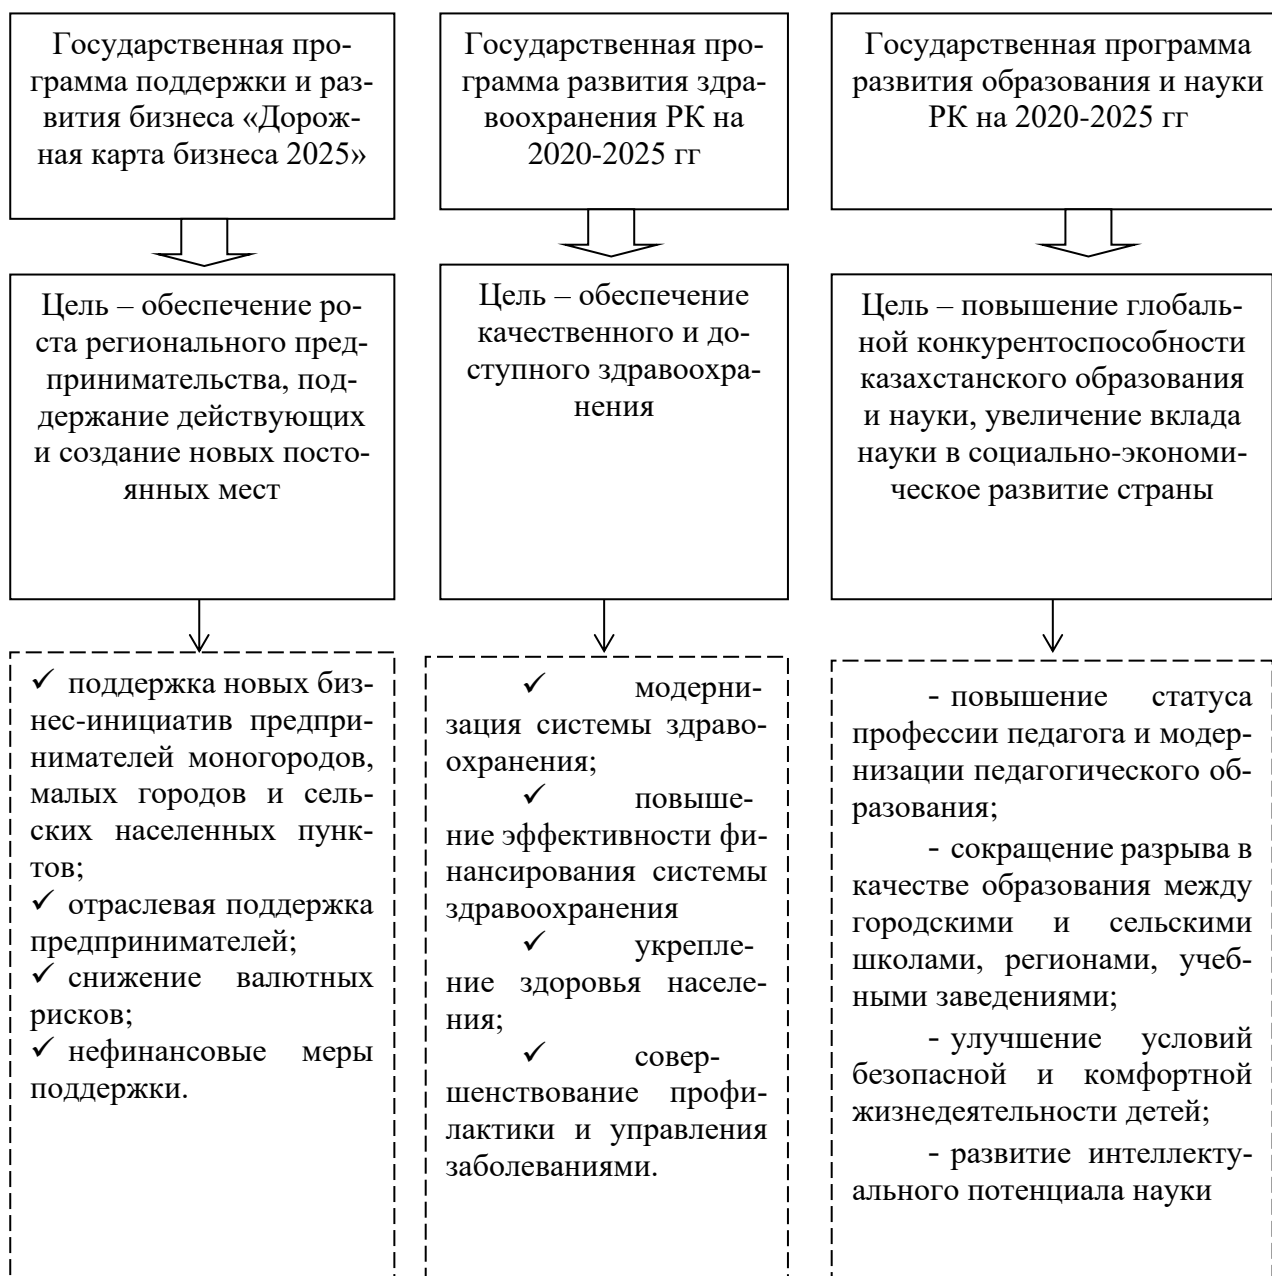 Государственная про-
грамма поддержки и раз-
вития бизнеса «Дорож-
ная карта бизнеса 2025»
Государственная про-
грамма развития здра-
воохранения РК на
2020-2025 гг
Государственная программа
развития образования и науки
РК на 2020-2025 гг
Цель – обеспечение ро-
ста регионального пред-
принимательства, под-
держание действующих
и создание новых посто-
янных мест
Цель – обеспечение
качественного и до-
ступного здравоохра-
нения
Цель – повышение глобаль-
ной конкурентоспособности
казахстанского образования
и науки, увеличение вклада
науки в социально-экономи-
ческое развитие страны
✓ поддержка новых биз-
нес-инициатив предпри-
нимателей моногородов,
малых городов и сель-
ских населенных пунк-
тов;
✓ отраслевая поддержка
предпринимателей;
✓ снижение валютных
рисков;
✓ нефинансовые меры
поддержки.
✓ модерни-
зация системы здраво-
охранения;
✓ повыше-
ние эффективности фи-
нансирования системы
здравоохранения
✓ укрепле-
ние здоровья населе-
ния;
✓ совер-
шенствование профи-
лактики и управления
заболеваниями.
- повышение статуса
профессии педагога и модер-
низации педагогического об-
разования;
- сокращение разрыва в
качестве образования между
городскими и сельскими
школами, регионами, учеб-
ными заведениями;
- улучшение условий
безопасной и комфортной
жизнедеятельности детей;
- развитие интеллекту-
ального потенциала науки